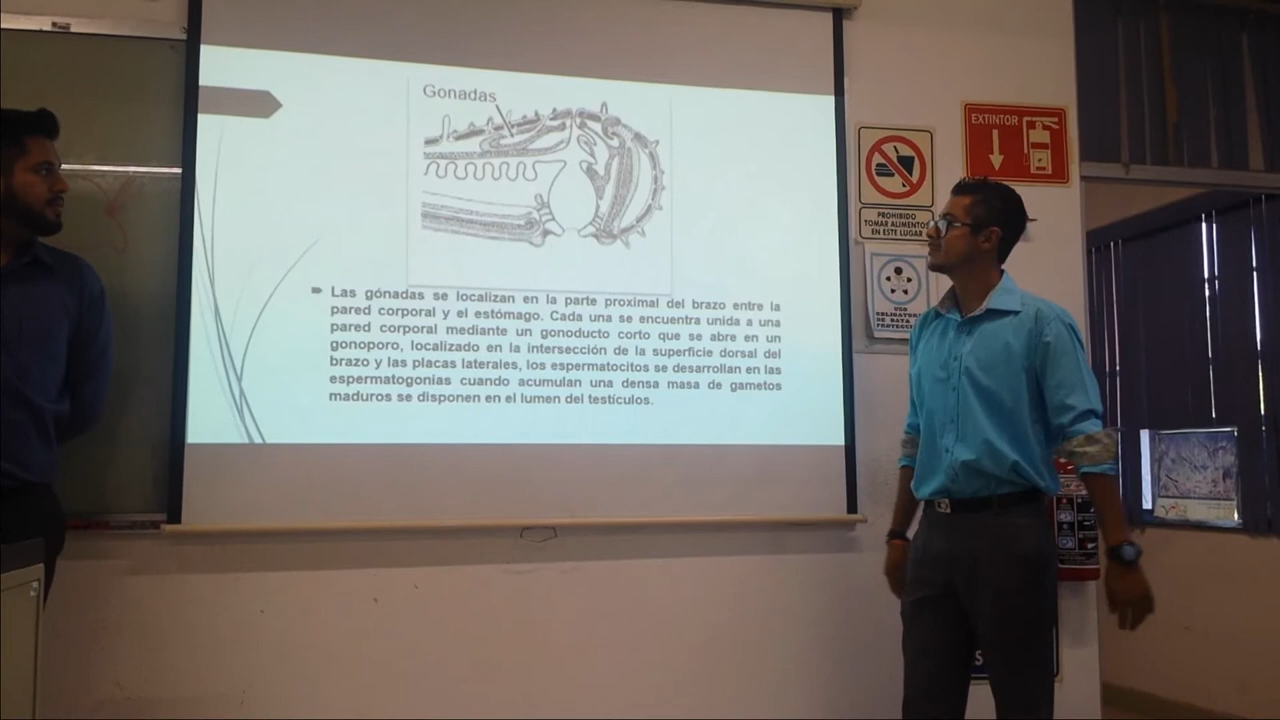 Gonadas
Las gónadas se localizan en la parte proximal del brazo entre la
pared corporal y el estómago. Cada una se encuentra unida a una
pared corporal mediante un gonoducto corto que se abre en un
gonoporo, localizado en la intersección de la superficie dorsal del
brazo y las placas laterales, los espermatocitos se desarrollan en las
espermatogonias cuando acumulan una densa masa de gametos
maduros se disponen en el lumen del testículos.
EXTINTOR
PROHIBIDO
TOMAR ALIMENTOS
EN ESTE LUGAR
USO
OBLIGATORIO
DE BATA